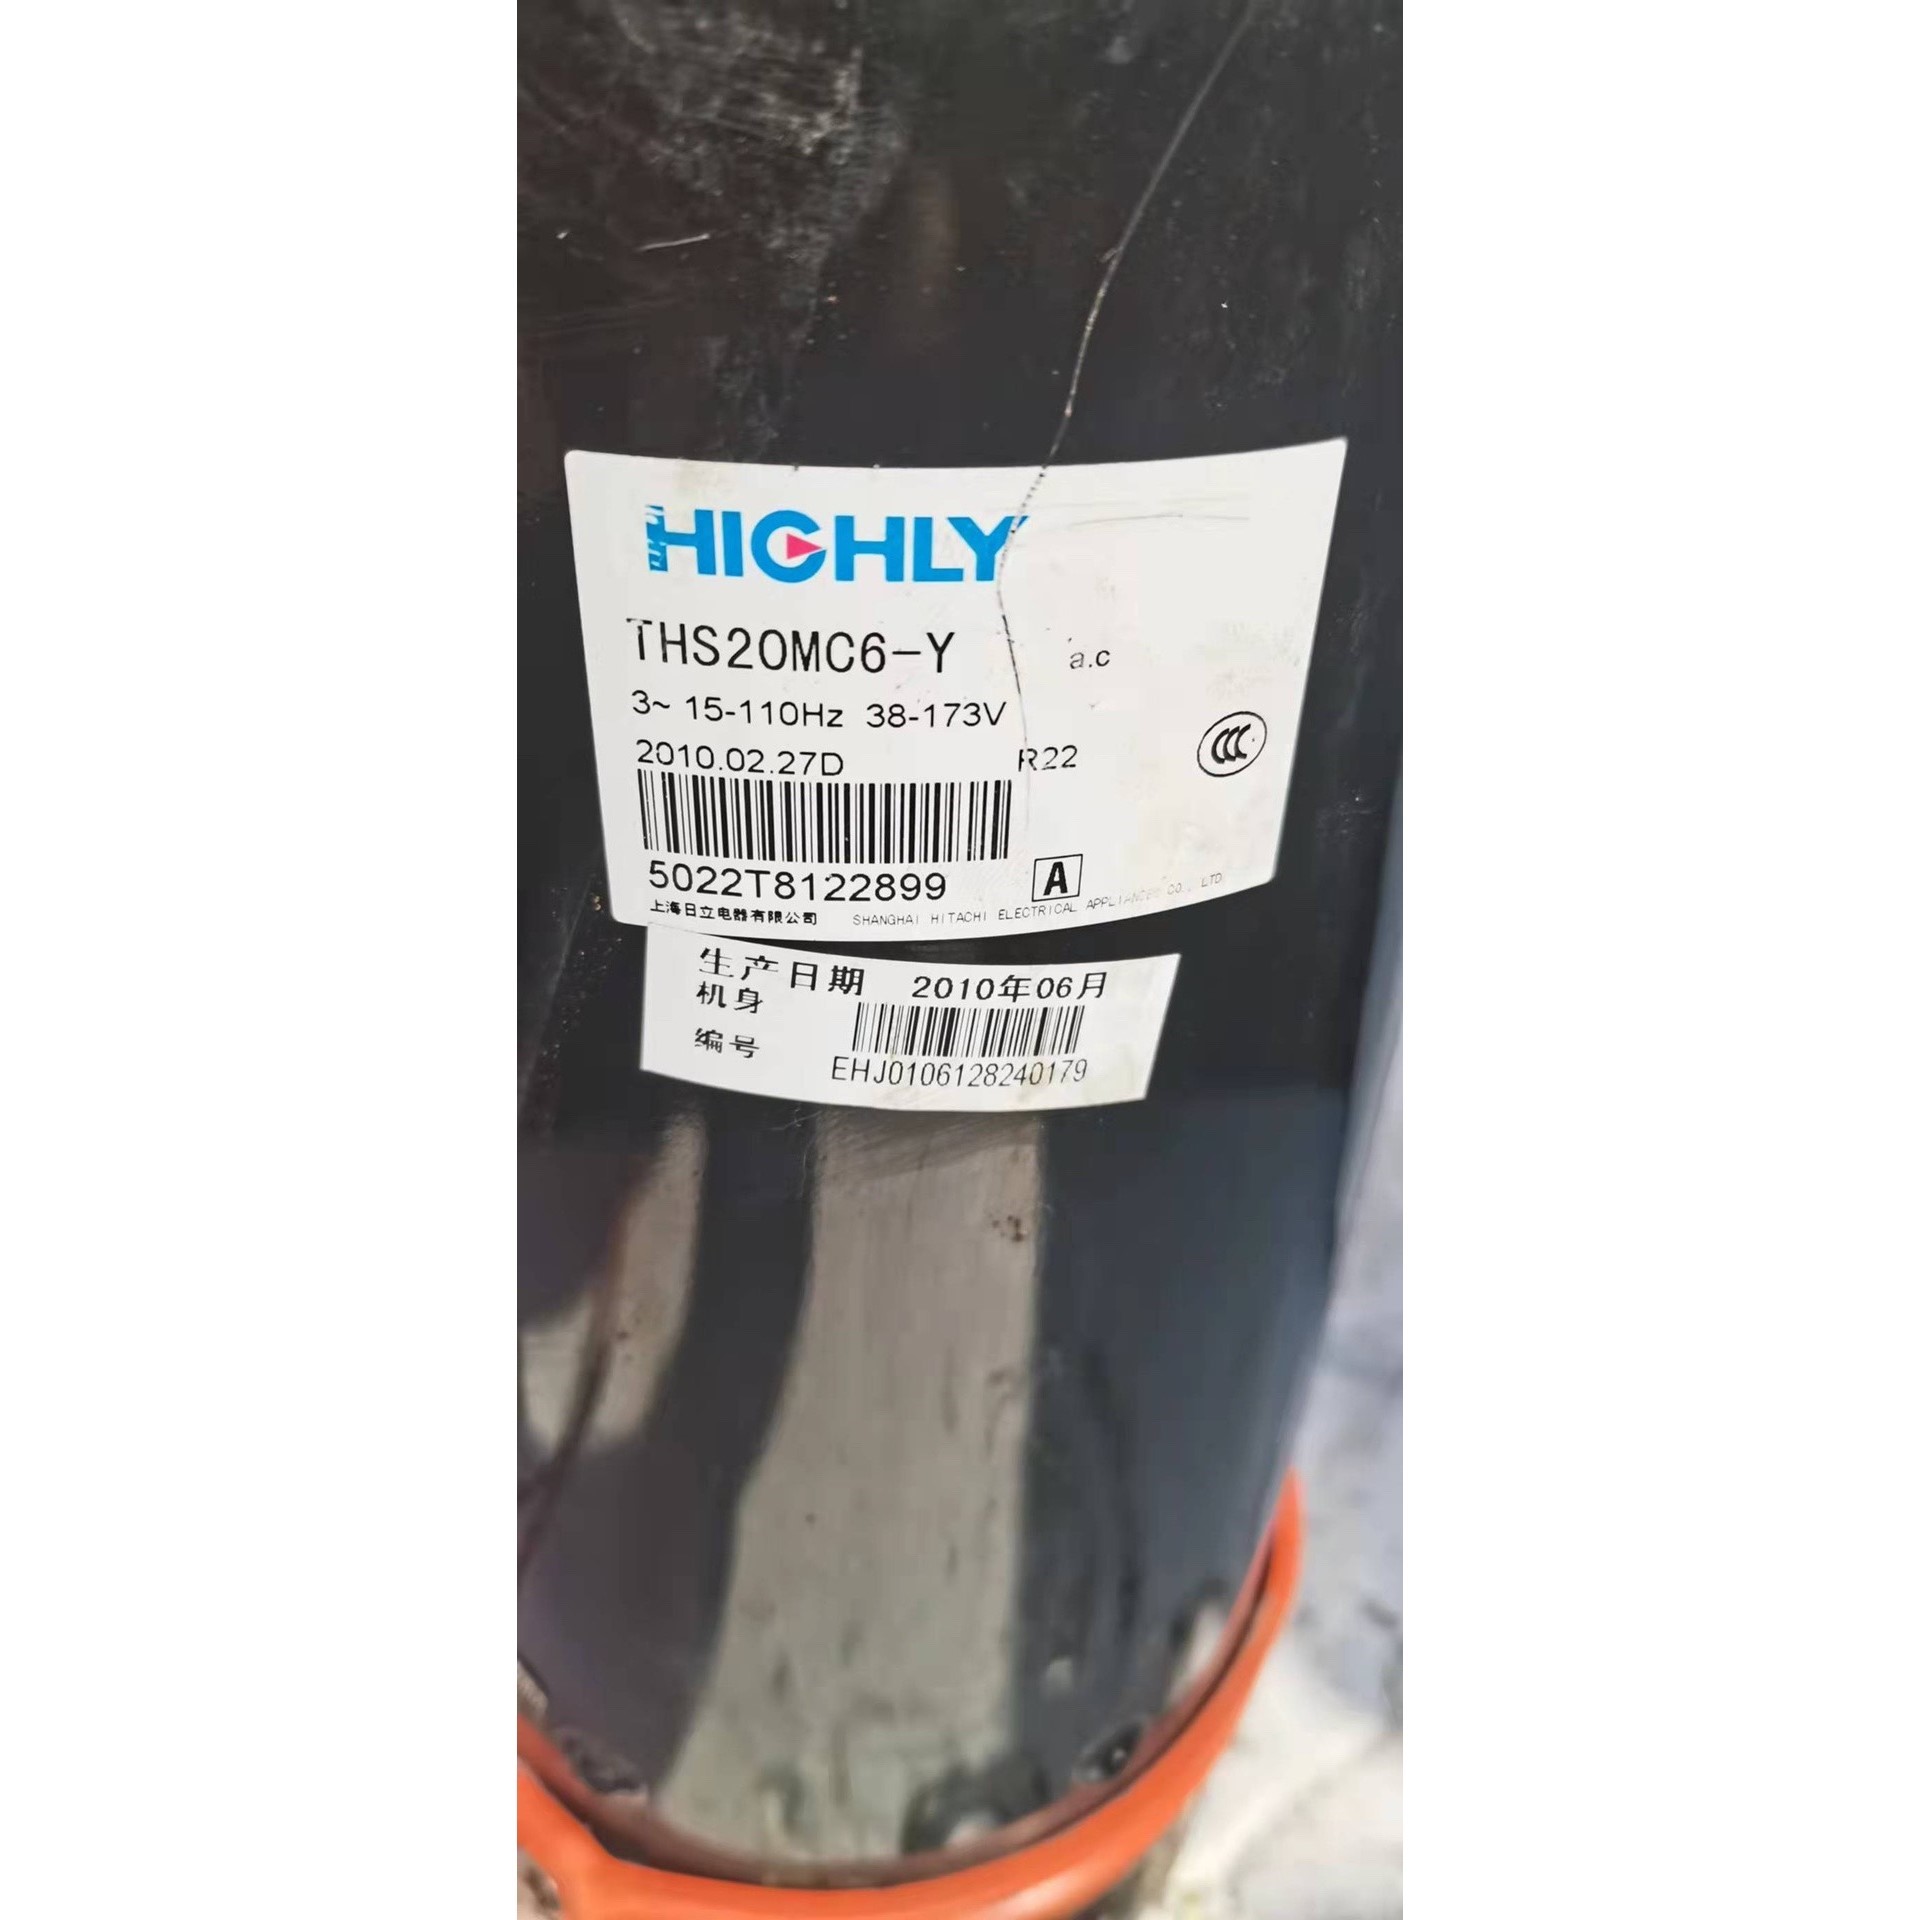 HIGHLY
THS20MC6-Y a.c
3~ 15-110Hz 38-173V
2010.02.27D R22
5022T8122899 A
上海日立电器有限公司 SHANGHAI HITACHI ELECTRICAL APPLIANCES CO., LTD
生产日期 2010年06月
机身
编号
EHJ0106128240179